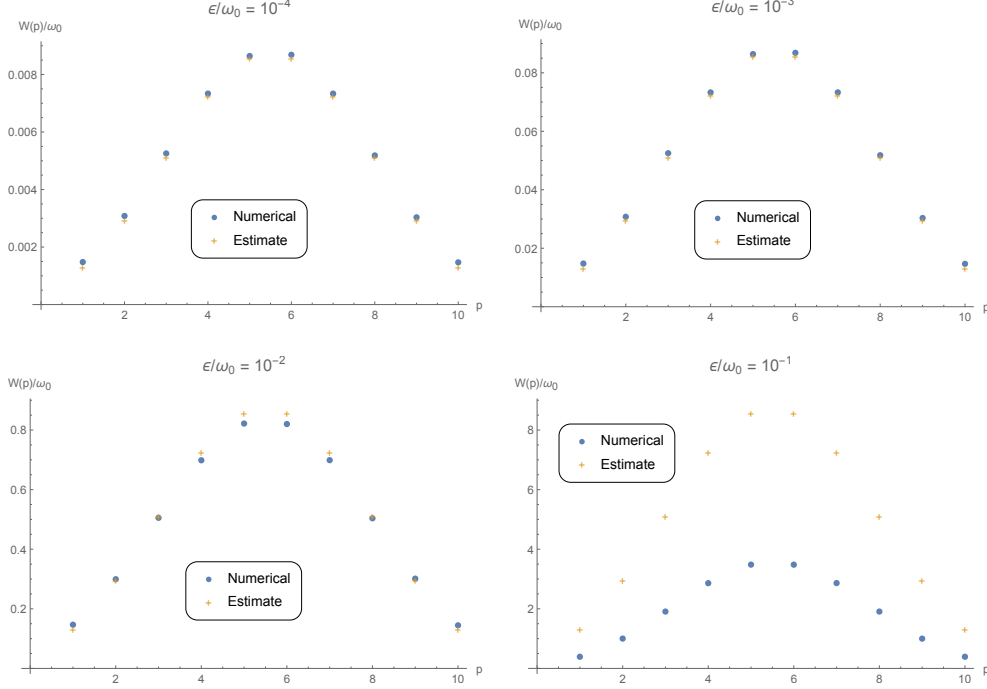 ϵ/ω₀ = 10⁻⁴
W(p)/ω₀
0.008
0.006
0.004
0.002
2 4 6 8 10 p
Numerical
Estimate
ϵ/ω₀ = 10⁻³
W(p)/ω₀
0.08
0.06
0.04
0.02
2 4 6 8 10 p
Numerical
Estimate
ϵ/ω₀ = 10⁻²
W(p)/ω₀
0.8
0.6
0.4
0.2
2 4 6 8 10 p
Numerical
Estimate
ϵ/ω₀ = 10⁻¹
W(p)/ω₀
8
6
4
2
2 4 6 8 10 p
Numerical
Estimate